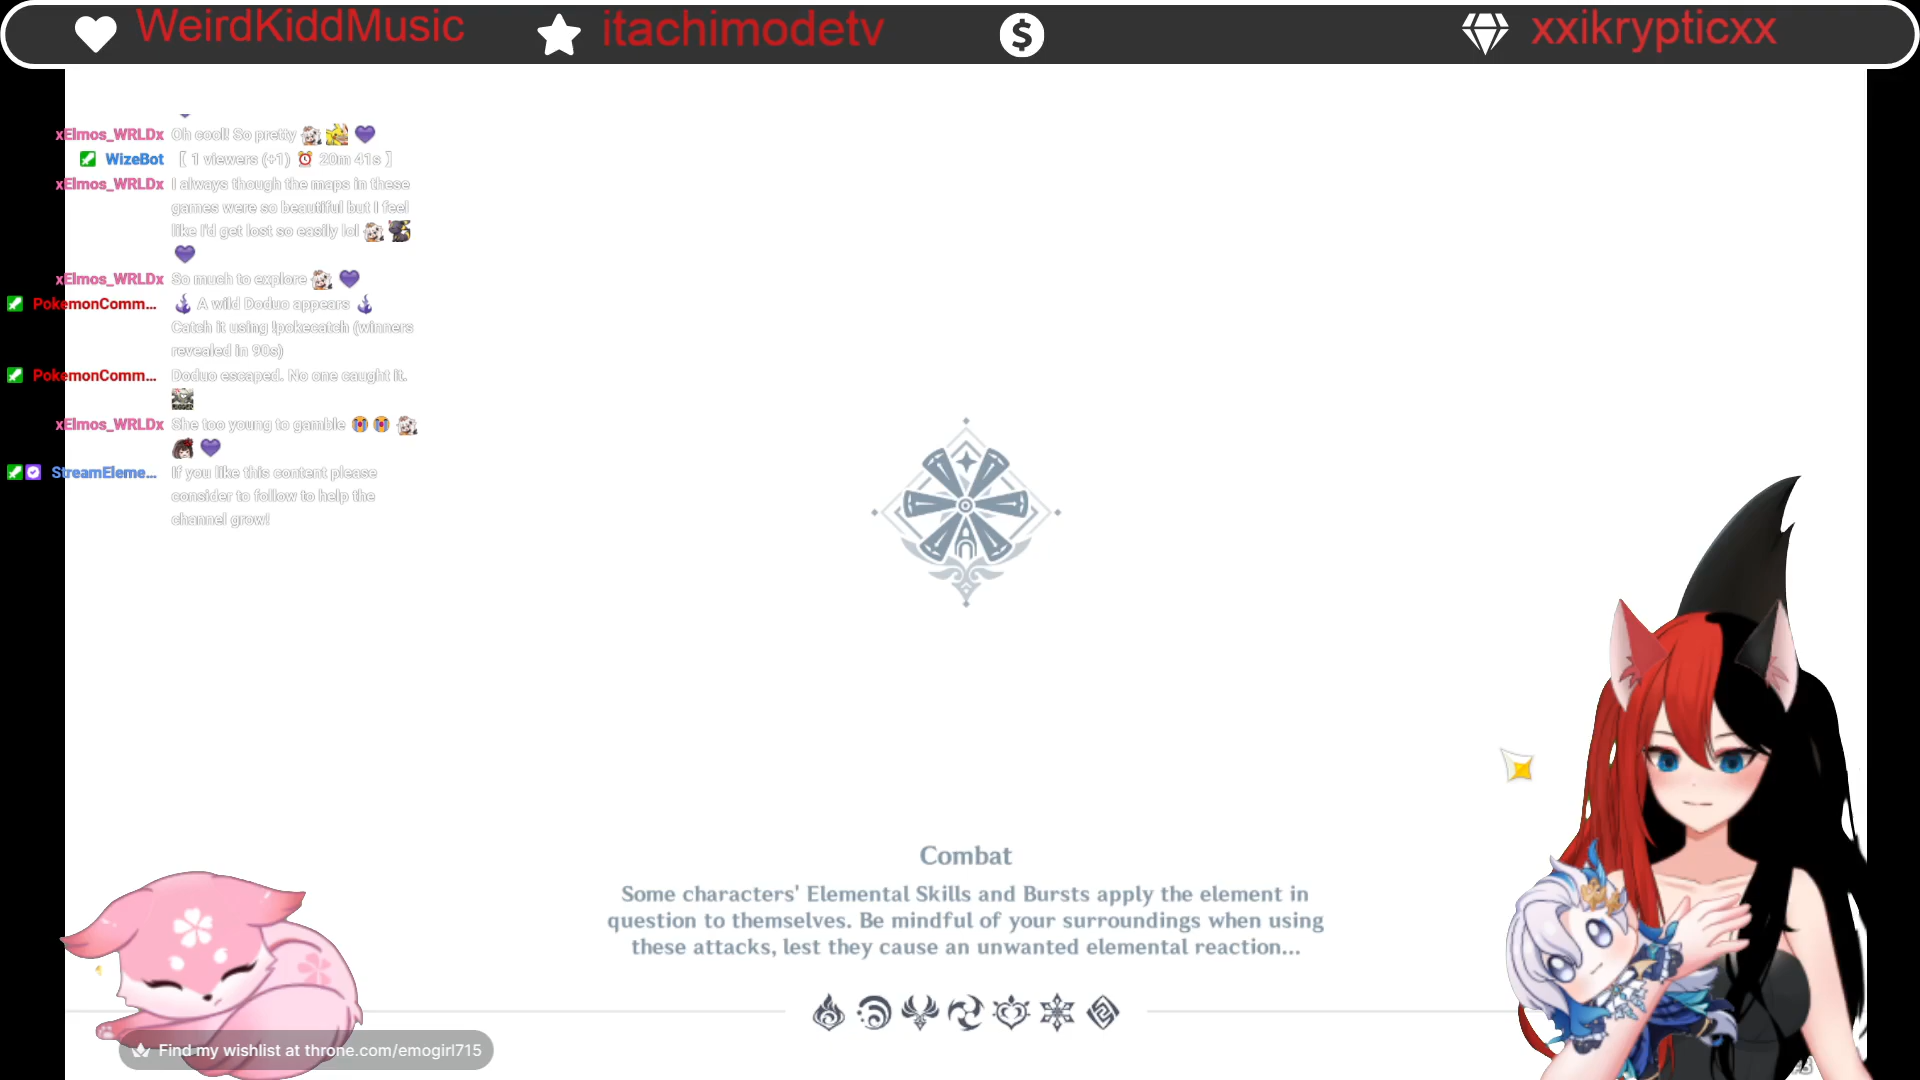 WeirdKiddMusic itachimodetv xxikrypticxx
xElmos_WRLDx Oh cool! So pretty
WizeBot [ 1 viewers (+1) 20m 41s ]
xElmos_WRLDx I always though the maps in these
games were so beautiful but I feel
like I'd get lost so easily lol
xElmos_WRLDx So much to explore
PokemonComm... A wild Doduo appears
Catch it using !pokecatch (winners
revealed in 90s)
PokemonComm... Doduo escaped. No one caught it.
xElmos_WRLDx She too young to gamble
StreamEleme... If you like this content please
consider to follow to help the
channel grow!
Combat
Some characters' Elemental Skills and Bursts apply the element in
question to themselves. Be mindful of your surroundings when using
these attacks, lest they cause an unwanted elemental reaction...
Find my wishlist at throne.com/emogirl715